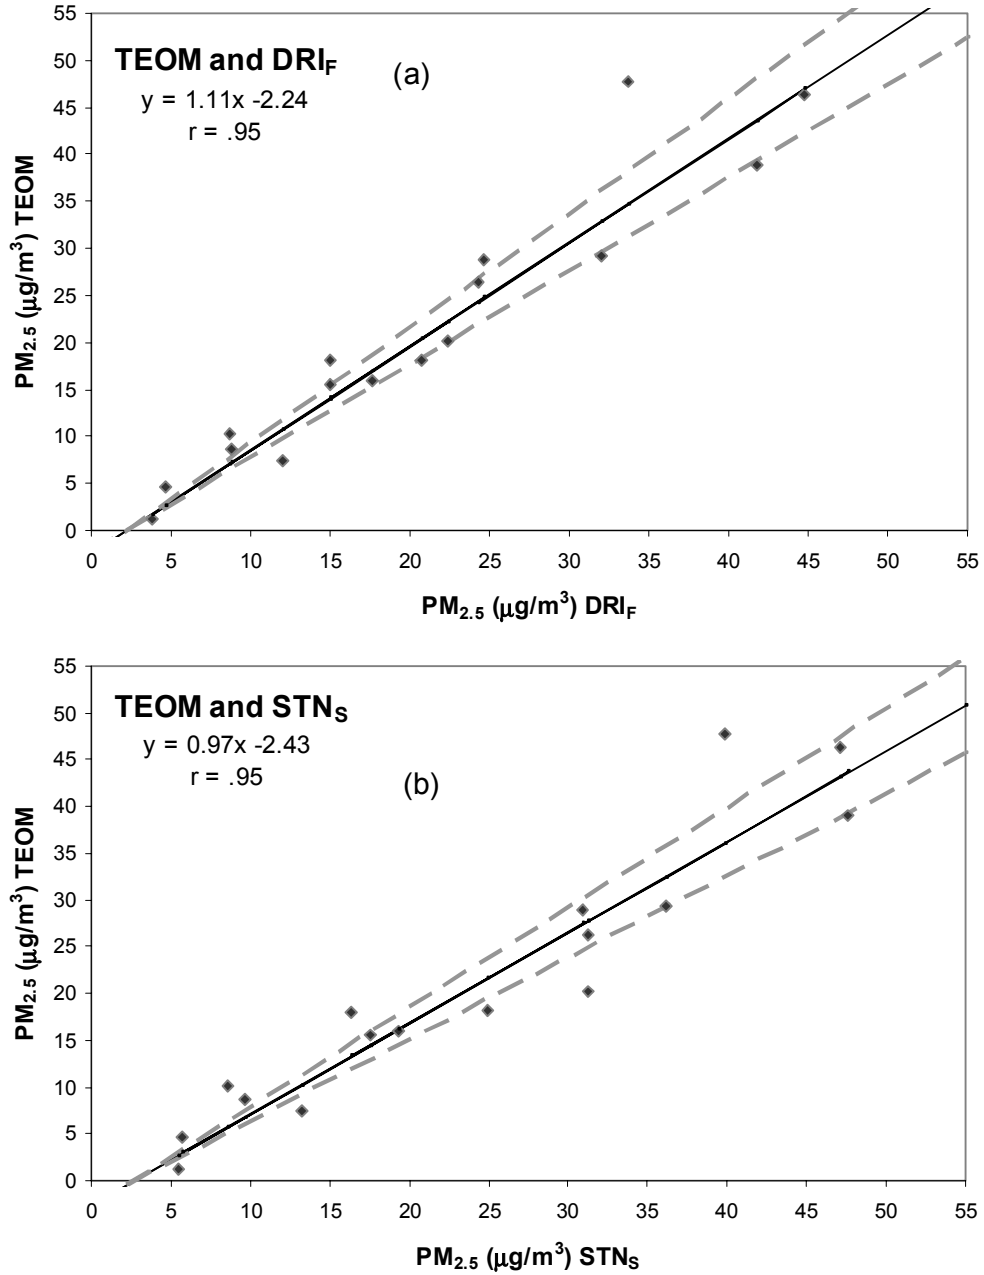 TEOM and DRI_F
y = 1.11x -2.24
r = .95
(a)
55
50
45
40
35
30
25
20
15
10
5
0
PM2.5 (μg/m³) TEOM
0 5 10 15 20 25 30 35 40 45 50 55
PM2.5 (μg/m³) DRI_F
TEOM and STN_S
y = 0.97x -2.43
r = .95
(b)
55
50
45
40
35
30
25
20
15
10
5
0
PM2.5 (μg/m³) TEOM
0 5 10 15 20 25 30 35 40 45 50 55
PM2.5 (μg/m³) STN_S